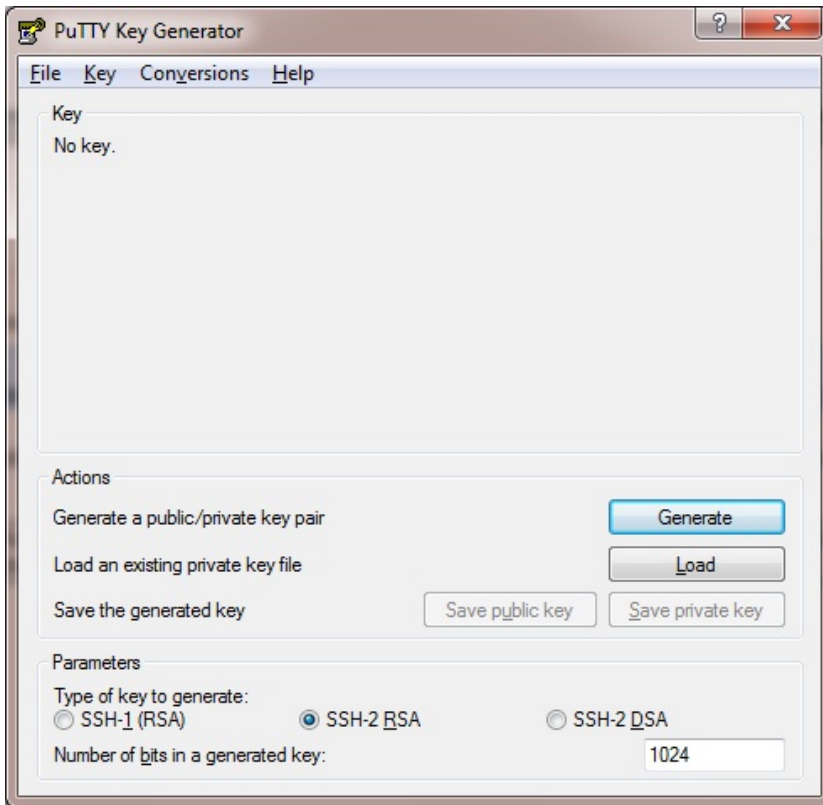 PuTTY Key Generator
File Key Conversions Help
Key
No key.
Actions
Generate a public/private key pair Generate
Load an existing private key file Load
Save the generated key Save public key Save private key
Parameters
Type of key to generate:
SSH-1 (RSA) SSH-2 RSA SSH-2 DSA
Number of bits in a generated key: 1024